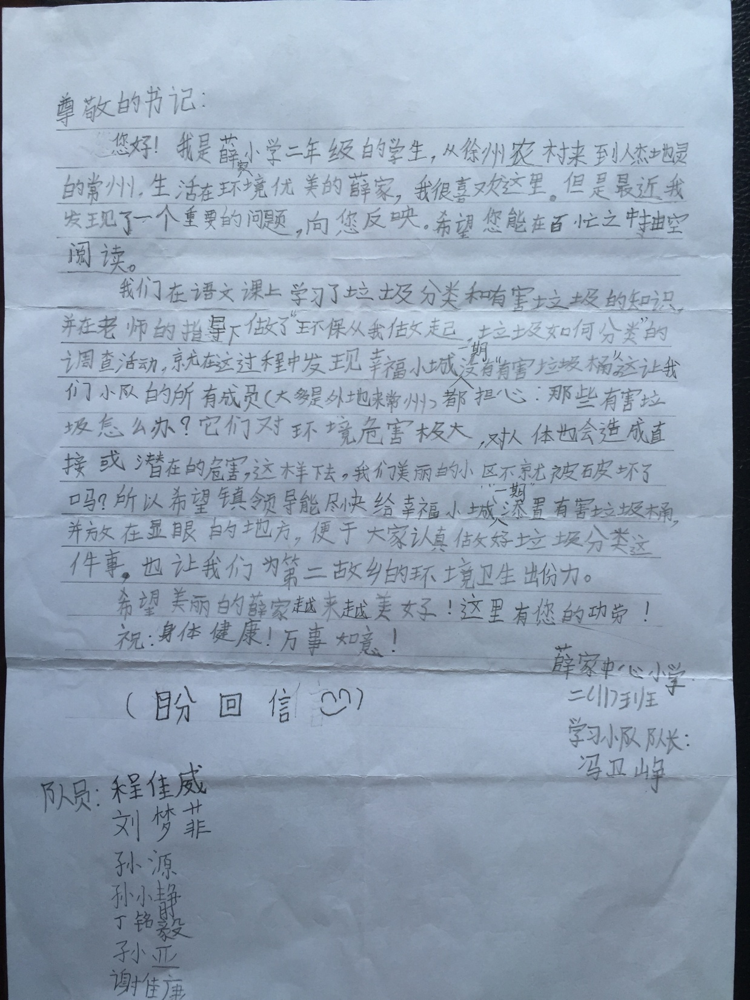 尊敬的书记：
您好！我是薛家小学二年级的学生，从徐州农村来到人杰地灵
的常州，生活在环境优美的薛家，我很喜欢这里。但是最近我
发现了一个重要的问题，向您反映。希望您能在百忙之中抽空
阅读。
我们在语文课上学习了垃圾分类和有害垃圾的知识，
并在老师的指导下做了“环保从我做起，垃圾如何分类”的
调查活动，就在这过程中发现幸福小城一期没有“有害垃圾桶”。这让我
们小队的所有成员（大多是外地来常州）都担心：那些有害垃
圾怎么办？它们对环境危害极大，对人体也会造成直
接或潜在的危害，这样下去，我们美丽的小区不就被破坏了
吗？所以希望镇领导能尽快给幸福小城“一期”添置有害垃圾桶，
并放在显眼的地方，便于大家认真做好垃圾分类这
件事。也让我们为第二故乡的环境卫生出份力。
希望美丽的薛家越来越美好！这里有您的功劳！
祝：身体健康！万事如意！
薛家中心小学
二（11）班
学习小队队长：
冯卫峥
（盼回信）
队员：程佳威
刘梦菲
孙源
孙小静
丁铭毅
孙亚
谢佳康